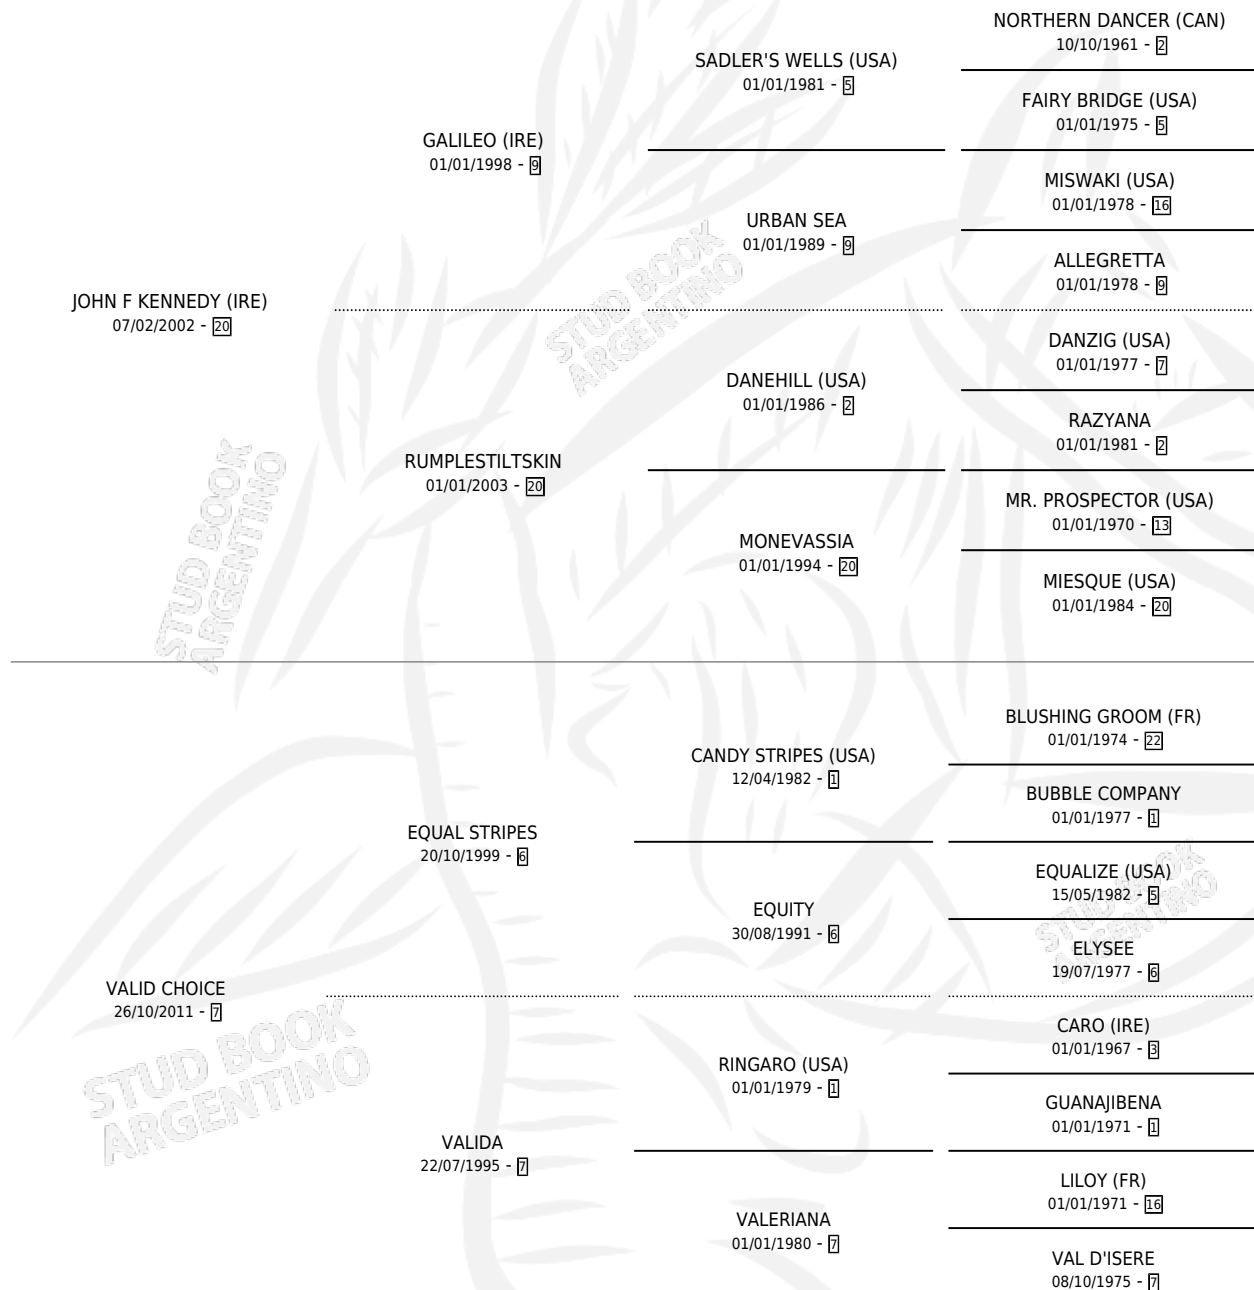 NORTHERN DANCER (CAN)
10/10/1961 - 2
SADLER'S WELLS (USA)
01/01/1981 - 5
FAIRY BRIDGE (USA)
01/01/1975 - 5
GALILEO (IRE)
01/01/1998 - 9
MISWAKI (USA)
01/01/1978 - 16
URBAN SEA
01/01/1989 - 9
ALLEGRETTA
01/01/1978 - 9
JOHN F KENNEDY (IRE)
07/02/2002 - 20
DANZIG (USA)
01/01/1977 - 7
DANEHILL (USA)
01/01/1986 - 2
RAZYANA
01/01/1981 - 2
RUMPLESTILTSKIN
01/01/2003 - 20
MR. PROSPECTOR (USA)
01/01/1970 - 13
MONEVASSIA
01/01/1994 - 20
MIESQUE (USA)
01/01/1984 - 20
BLUSHING GROOM (FR)
01/01/1974 - 22
CANDY STRIPES (USA)
12/04/1982 - 1
BUBBLE COMPANY
01/01/1977 - 1
EQUAL STRIPES
20/10/1999 - 6
EQUALIZE (USA)
15/05/1982 - 5
EQUITY
30/08/1991 - 6
ELYSEE
19/07/1977 - 6
VALID CHOICE
26/10/2011 - 7
CARO (IRE)
01/01/1967 - 3
RINGARO (USA)
01/01/1979 - 1
GUANAJIBENA
01/01/1971 - 1
VALIDA
22/07/1995 - 7
LILOY (FR)
01/01/1971 - 16
VALERIANA
01/01/1980 - 7
VAL D'ISERE
08/10/1975 - 7
STUD BOOK
ARGENTINO
STUD BOOK
ARGENTINO
STUD BOOK
ARGENTINO
STUD BOOK
ARGENTINO